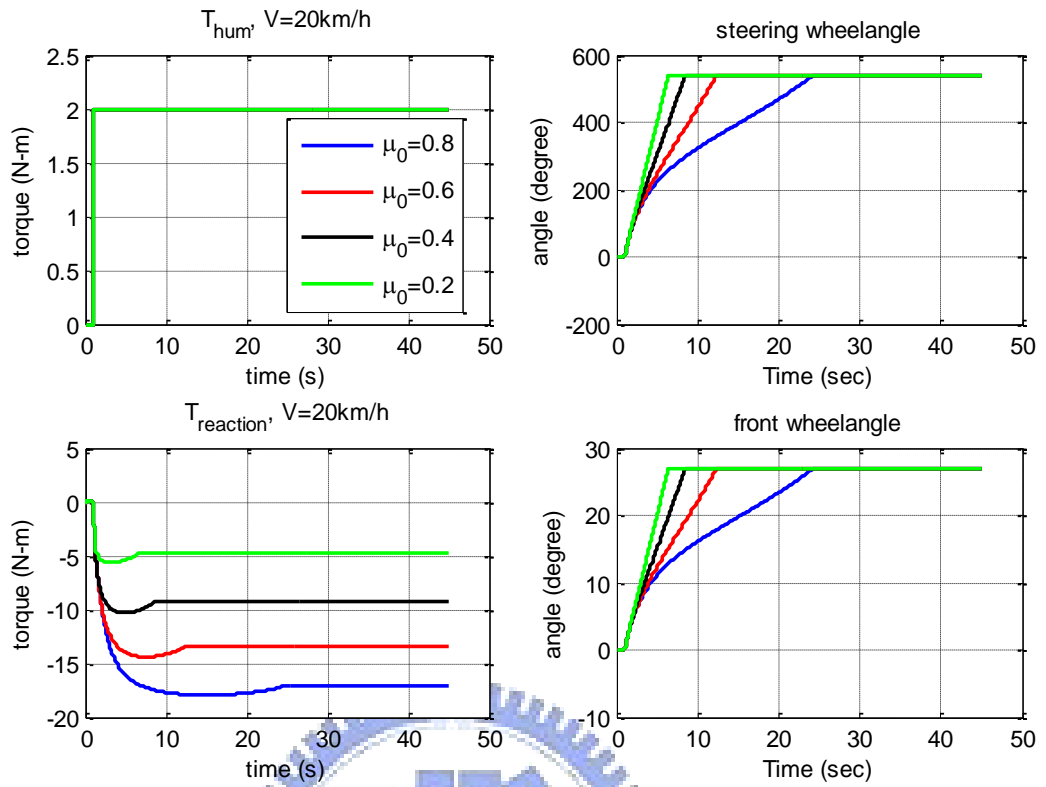 T_hum, V=20km/h
2.5
2
1.5
1
0.5
0
torque (N-m)
0 10 20 30 40 50
time (s)
μ_0=0.8
μ_0=0.6
μ_0=0.4
μ_0=0.2
steering wheelangle
600
400
200
0
-200
angle (degree)
0 10 20 30 40 50
Time (sec)
T_reaction, V=20km/h
5
0
-5
-10
-15
-20
torque (N-m)
0 10 20 30 40 50
time (s)
front wheelangle
30
20
10
0
-10
angle (degree)
0 10 20 30 40 50
Time (sec)